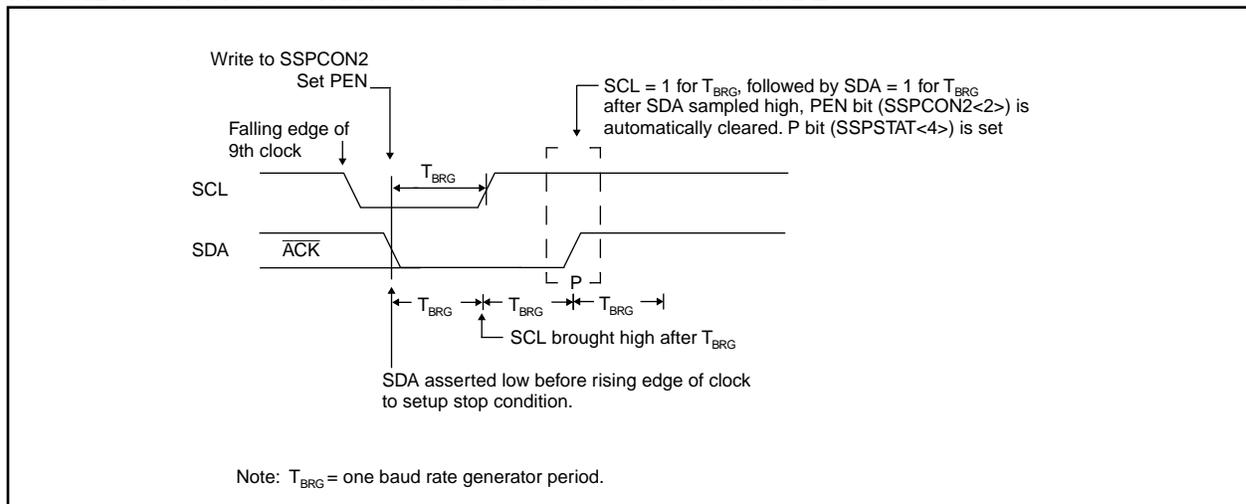 Write to SSPCON2
Set PEN
SCL = 1 for TBRG, followed by SDA = 1 for TBRG
after SDA sampled high, PEN bit (SSPCON2<2>) is
automatically cleared. P bit (SSPSTAT<4>) is set
Falling edge of
9th clock
TBRG
SCL
SDA
ACK
P
TBRG TBRG TBRG
SCL brought high after TBRG
SDA asserted low before rising edge of clock
to setup stop condition.
Note: TBRG = one baud rate generator period.